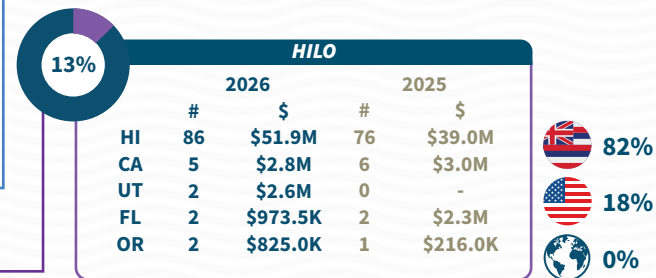 13%
HILO
2026 2025
# $ # $
HI 86 $51.9M 76 $39.0M
CA 5 $2.8M 6 $3.0M
UT 2 $2.6M 0 -
FL 2 $973.5K 2 $2.3M
OR 2 $825.0K 1 $216.0K
82%
18%
0%